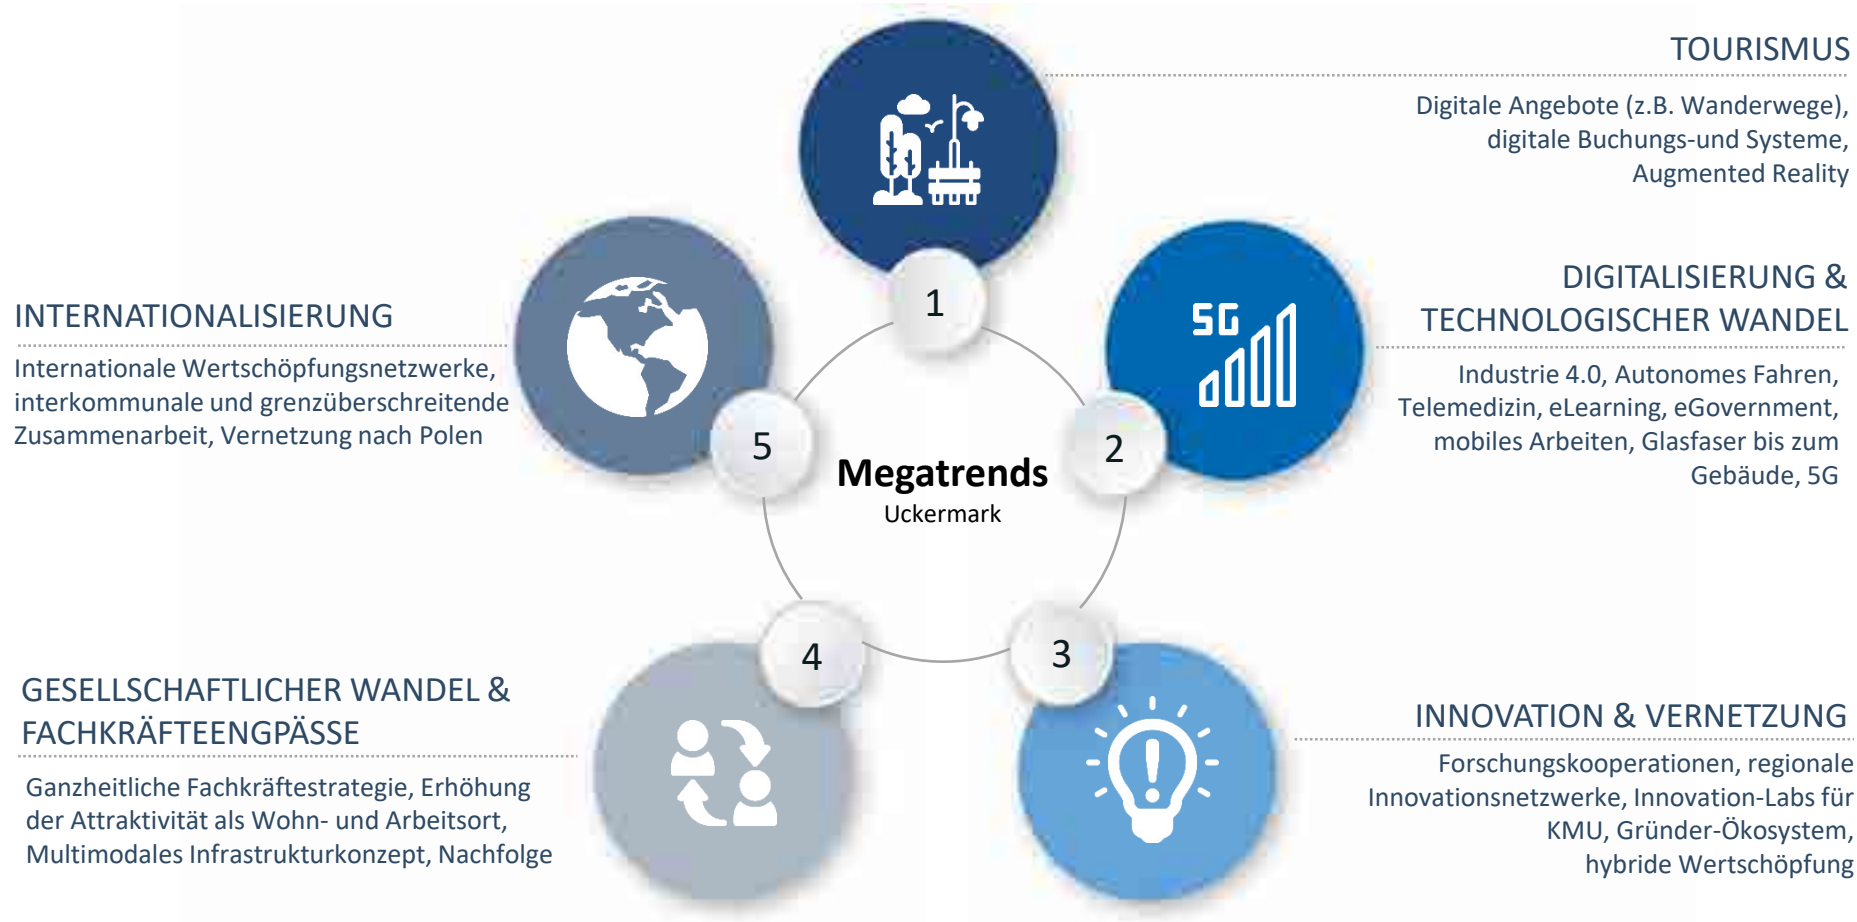 TOURISMUS
Digitale Angebote (z.B. Wanderwege),
digitale Buchungs-und Systeme,
Augmented Reality
1
DIGITALISIERUNG &
TECHNOLOGISCHER WANDEL
Industrie 4.0, Autonomes Fahren,
Telemedizin, eLearning, eGovernment,
mobiles Arbeiten, Glasfaser bis zum
Gebäude, 5G
5G
2
INNOVATION & VERNETZUNG
Forschungskooperationen, regionale
Innovationsnetzwerke, Innovation-Labs für
KMU, Gründer-Ökosystem,
hybride Wertschöpfung
3
GESELLSCHAFTLICHER WANDEL &
FACHKRÄFTEENGPÄSSE
Ganzheitliche Fachkräftestrategie, Erhöhung
der Attraktivität als Wohn- und Arbeitsort,
Multimodales Infrastrukturkonzept, Nachfolge
4
INTERNATIONALISIERUNG
Internationale Wertschöpfungsnetzwerke,
interkommunale und grenzüberschreitende
Zusammenarbeit, Vernetzung nach Polen
5
Megatrends
Uckermark